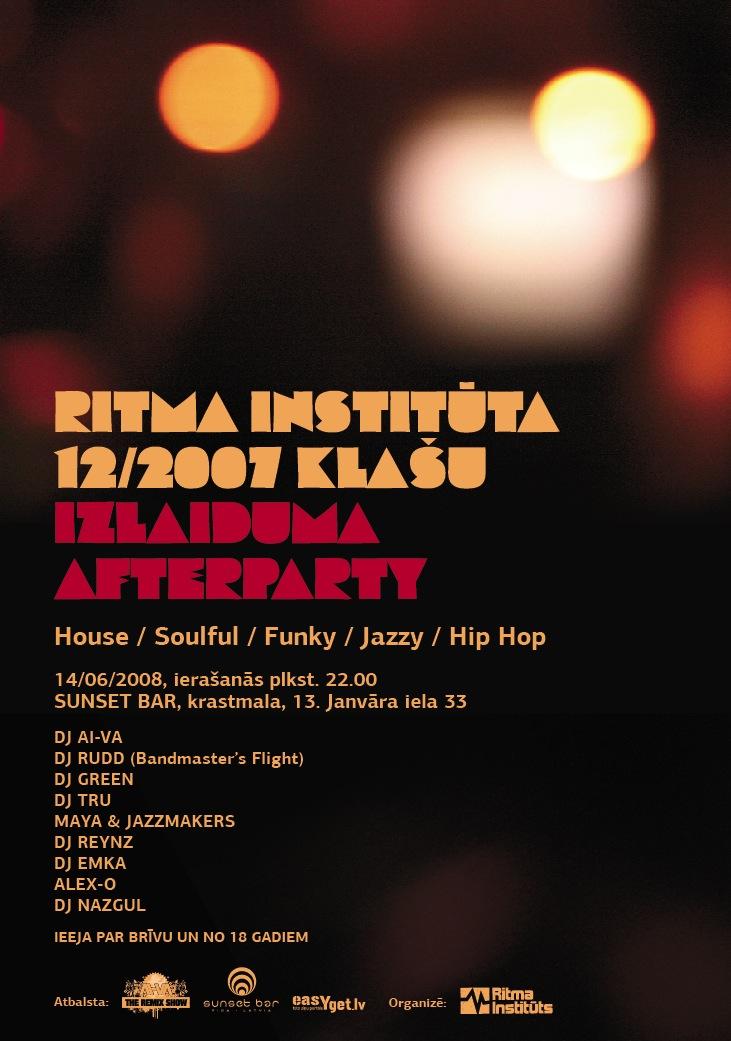 RITMA INSTITŪTA
12/2007 KLAŠU
IZLAIDUMA
AFTERPARTY
House / Soulful / Funky / Jazzy / Hip Hop
14/06/2008, ierašanās plkst. 22.00
SUNSET BAR, krastmala, 13. Janvāra iela 33
DJ AI-VA
DJ RUDD (Bandmaster's Flight)
DJ GREEN
DJ TRU
MAYA & JAZZMAKERS
DJ REYNZ
DJ EMKA
ALEX-O
DJ NAZGUL
IEEJA PAR BRĪVU UN NO 18 GADIEM
Atbalsta: THE REMIX SHOW sunset bar RIGA · LATVIA easyget.lv Organizē: Ritma Institūts